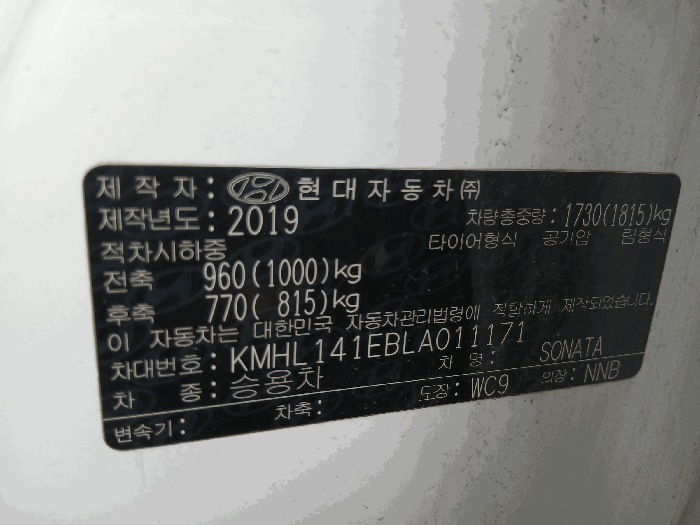 제 작 자 : 현대자동차㈜
제작년도 : 2019 차량총중량 : 1730(1815)kg
적차시하중 타이어형식 공기압 림형식
전축 960(1000)kg
후축 770( 815)kg
이 자동차는 대한민국 자동차관리법령에 적합하게 제작되었습니다.
차대번호 : KMHL141EBLA011171 차 명 : SONATA
차 종 : 승용차 도장 : WC9 의장 : NNB
변속기 : 차축 :